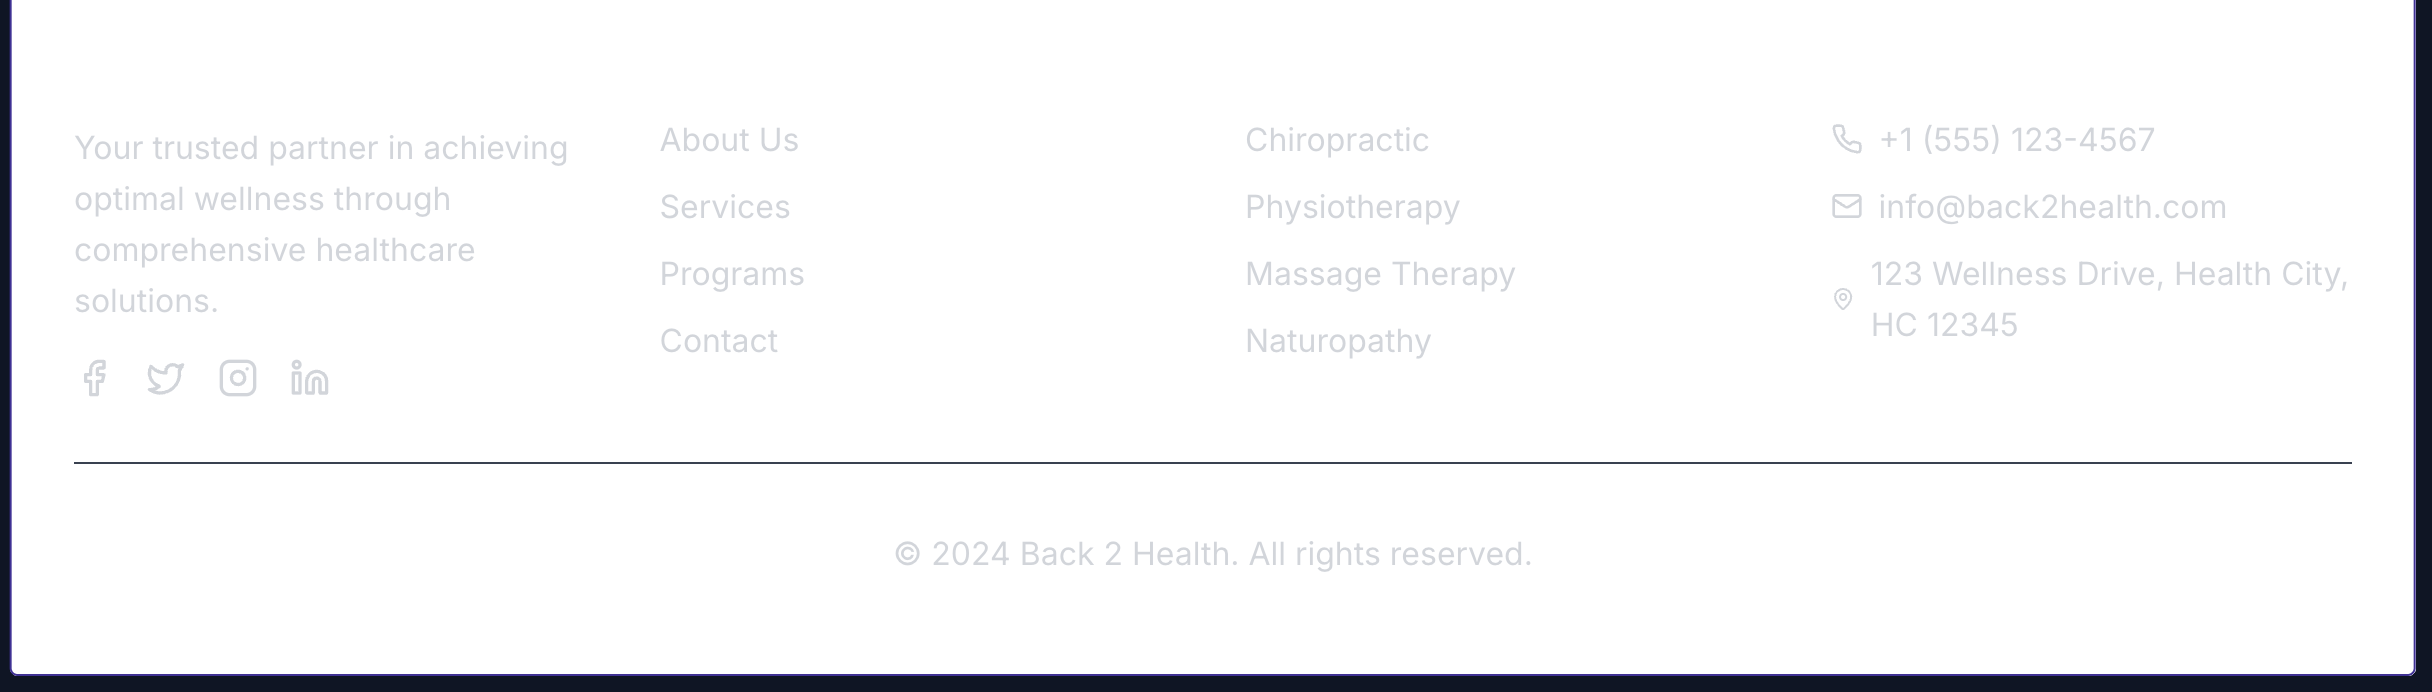 Your trusted partner in achieving
optimal wellness through
comprehensive healthcare
solutions.
About Us
Services
Programs
Contact
Chiropractic
Physiotherapy
Massage Therapy
Naturopathy
+1 (555) 123-4567
info@back2health.com
123 Wellness Drive, Health City,
HC 12345
© 2024 Back 2 Health. All rights reserved.